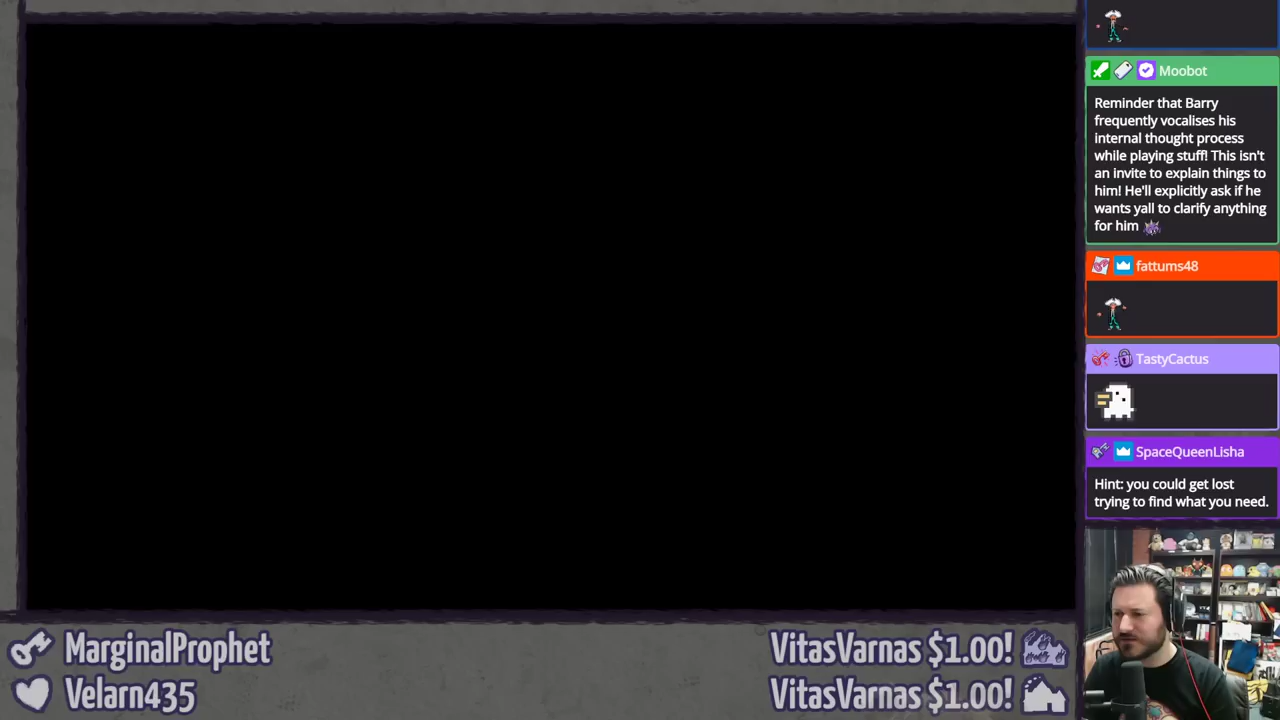 Moobot
Reminder that Barry
frequently vocalises his
internal thought process
while playing stuff! This isn't
an invite to explain things to
him! He'll explicitly ask if he
wants yall to clarify anything
for him
fattums48
TastyCactus
SpaceQueenLisha
Hint: you could get lost
trying to find what you need.
MarginalProphet
Velarn435
VitasVarnas $1.00!
VitasVarnas $1.00!